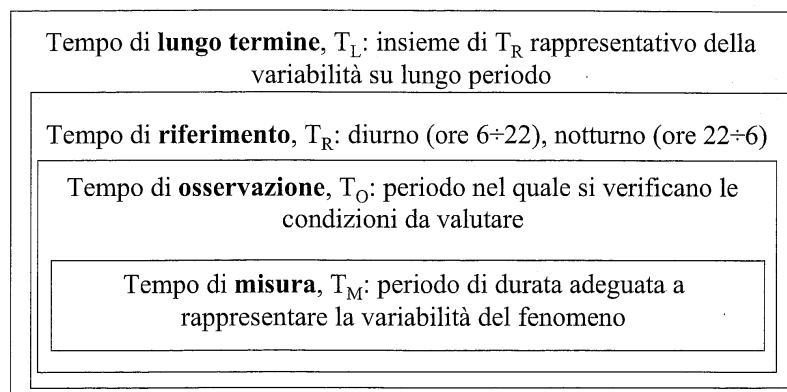 Tempo di lungo termine, T_L: insieme di T_R rappresentativo della
variabilità su lungo periodo
Tempo di riferimento, T_R: diurno (ore 6÷22), notturno (ore 22÷6)
Tempo di osservazione, T_O: periodo nel quale si verificano le
condizioni da valutare
Tempo di misura, T_M: periodo di durata adeguata a
rappresentare la variabilità del fenomeno